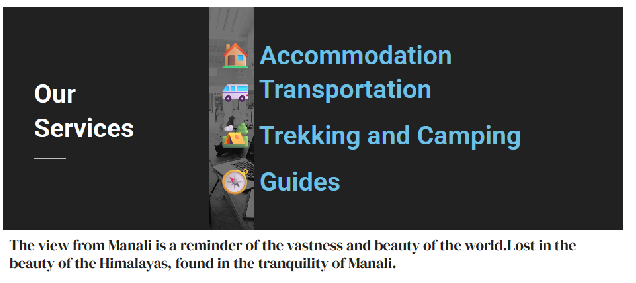 Our
Services
Accommodation
Transportation
Trekking and Camping
Guides
The view from Manali is a reminder of the vastness and beauty of the world.Lost in the
beauty of the Himalayas, found in the tranquility of Manali.